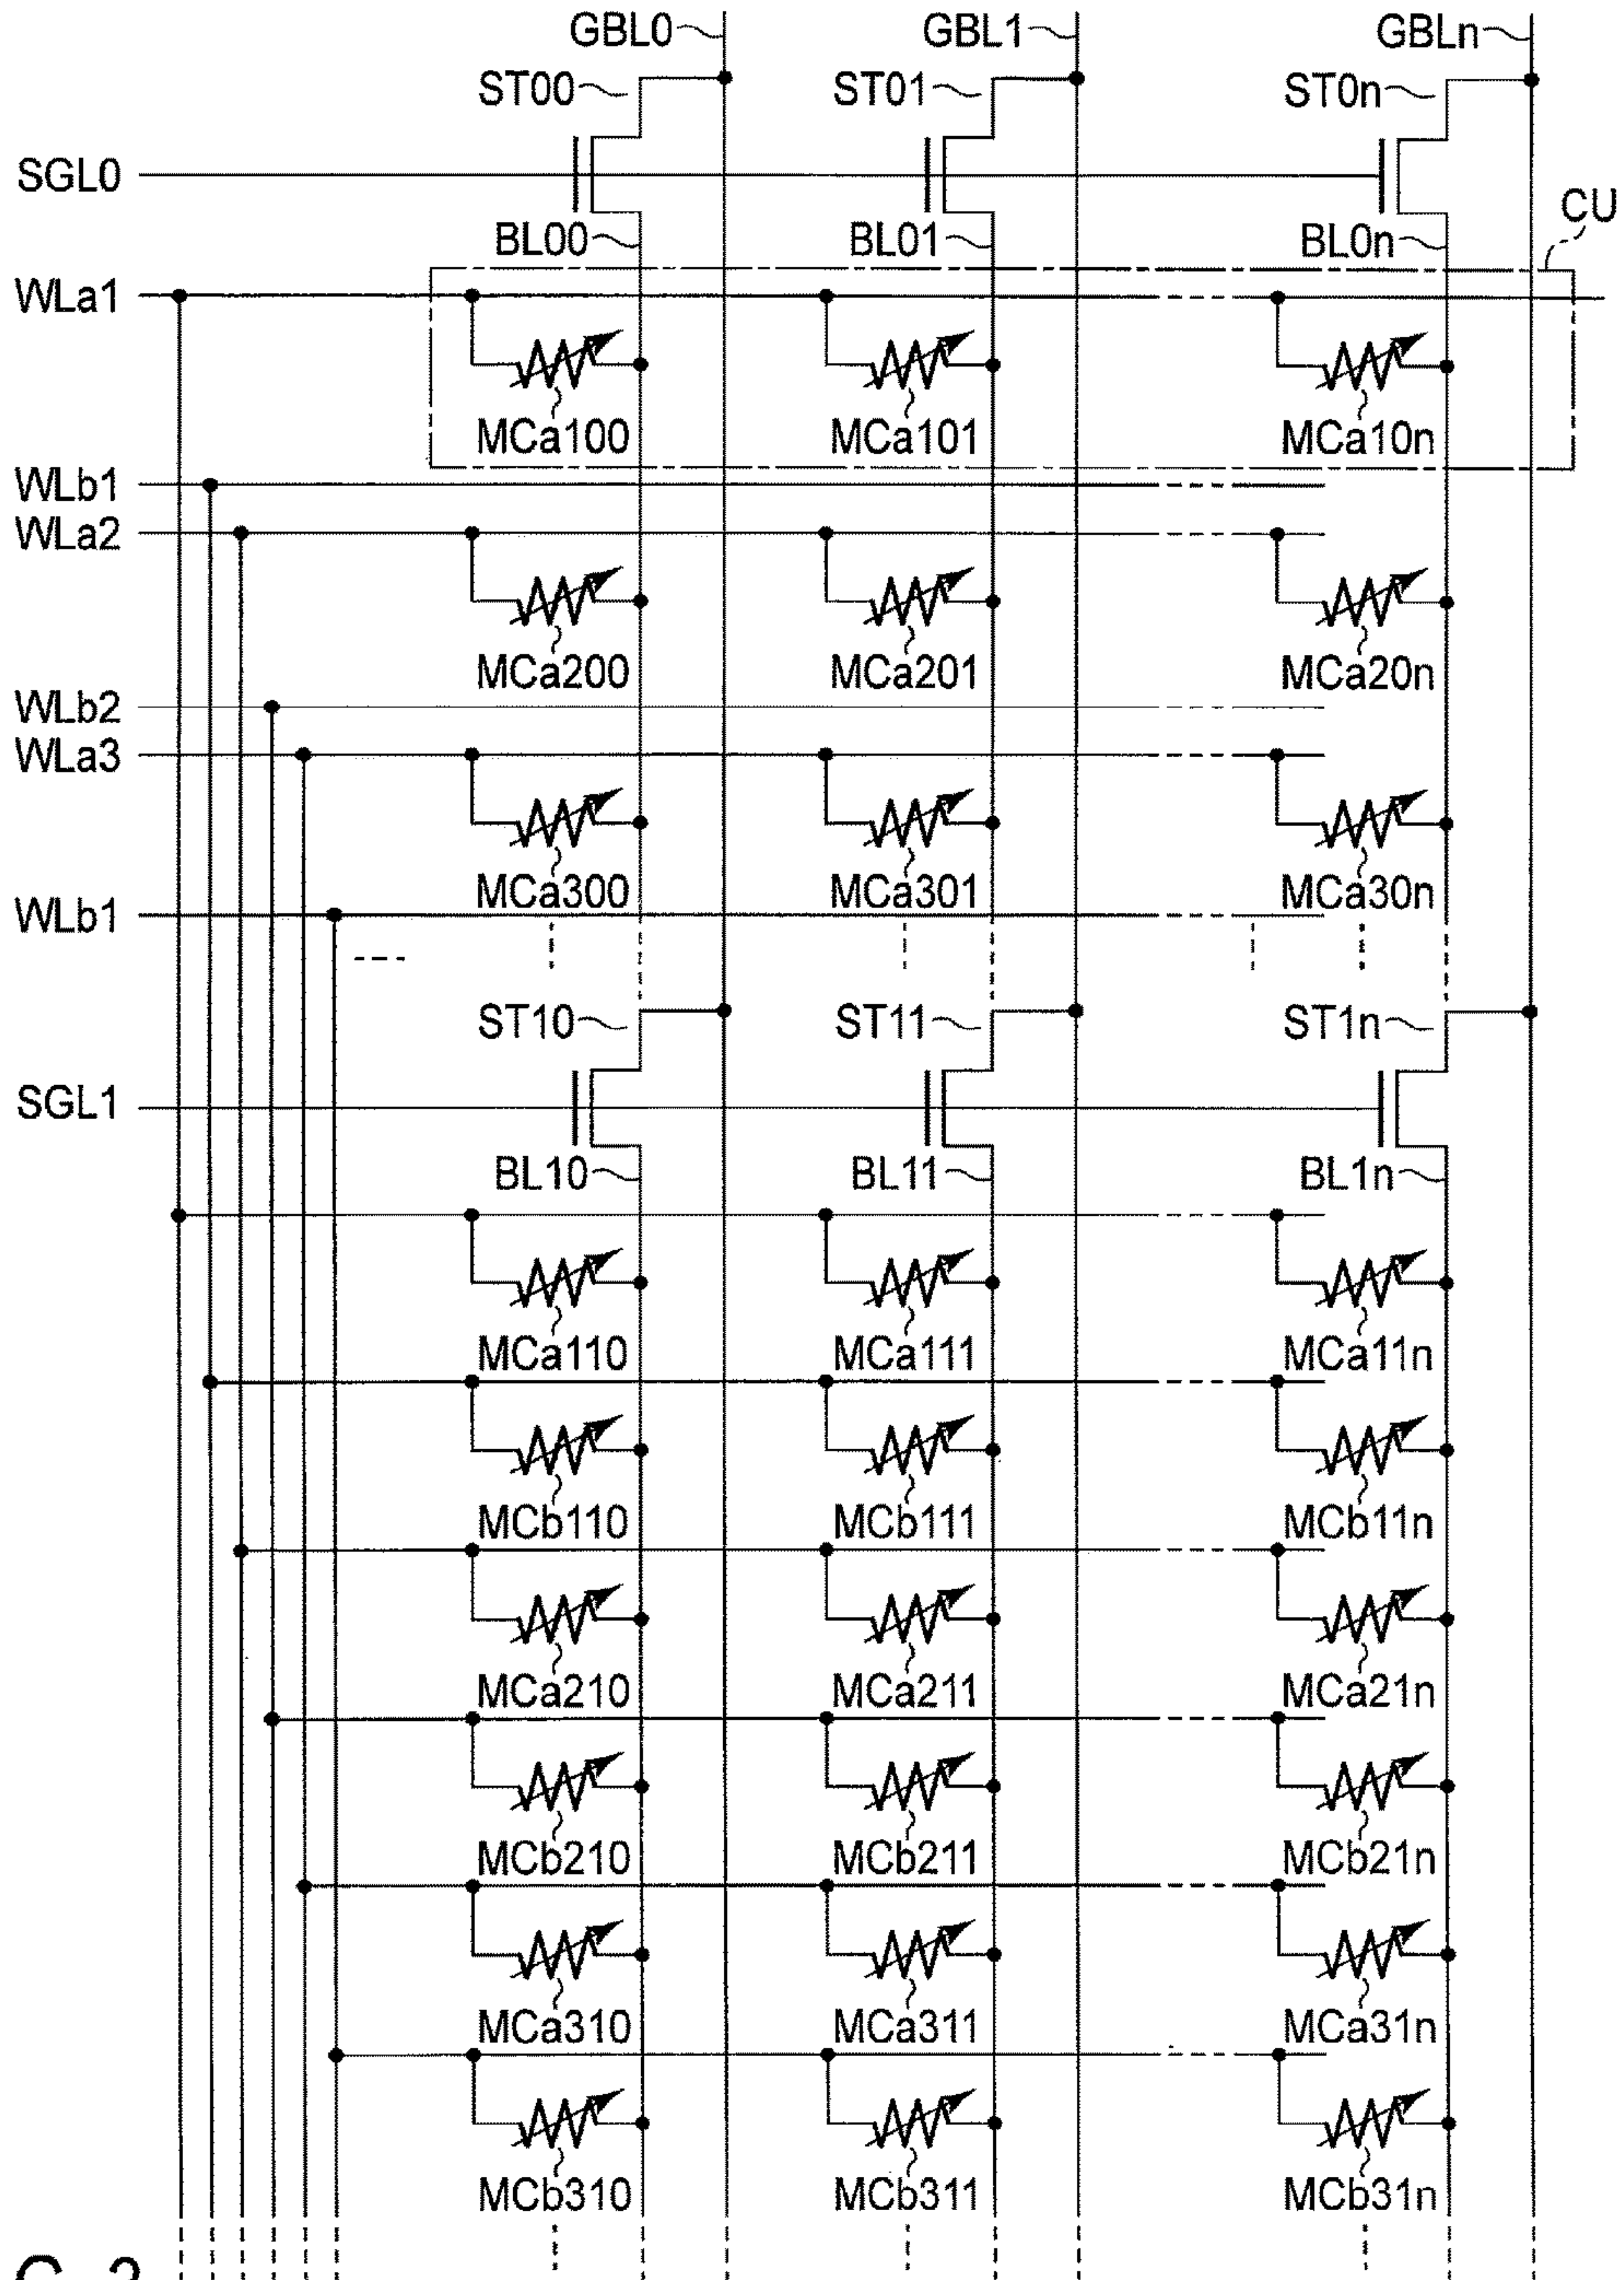 GBL0 GBL1 GBLn
ST00 ST01 ST0n
SGL0
BL00 BL01 BL0n CU
WLa1
MCa100 MCa101 MCa10n
WLb1
WLa2
MCa200 MCa201 MCa20n
WLb2
WLa3
MCa300 MCa301 MCa30n
WLb1
ST10 ST11 ST1n
SGL1
BL10 BL11 BL1n
MCa110 MCa111 MCa11n
MCb110 MCb111 MCb11n
MCa210 MCa211 MCa21n
MCb210 MCb211 MCb21n
MCa310 MCa311 MCa31n
MCb310 MCb311 MCb31n